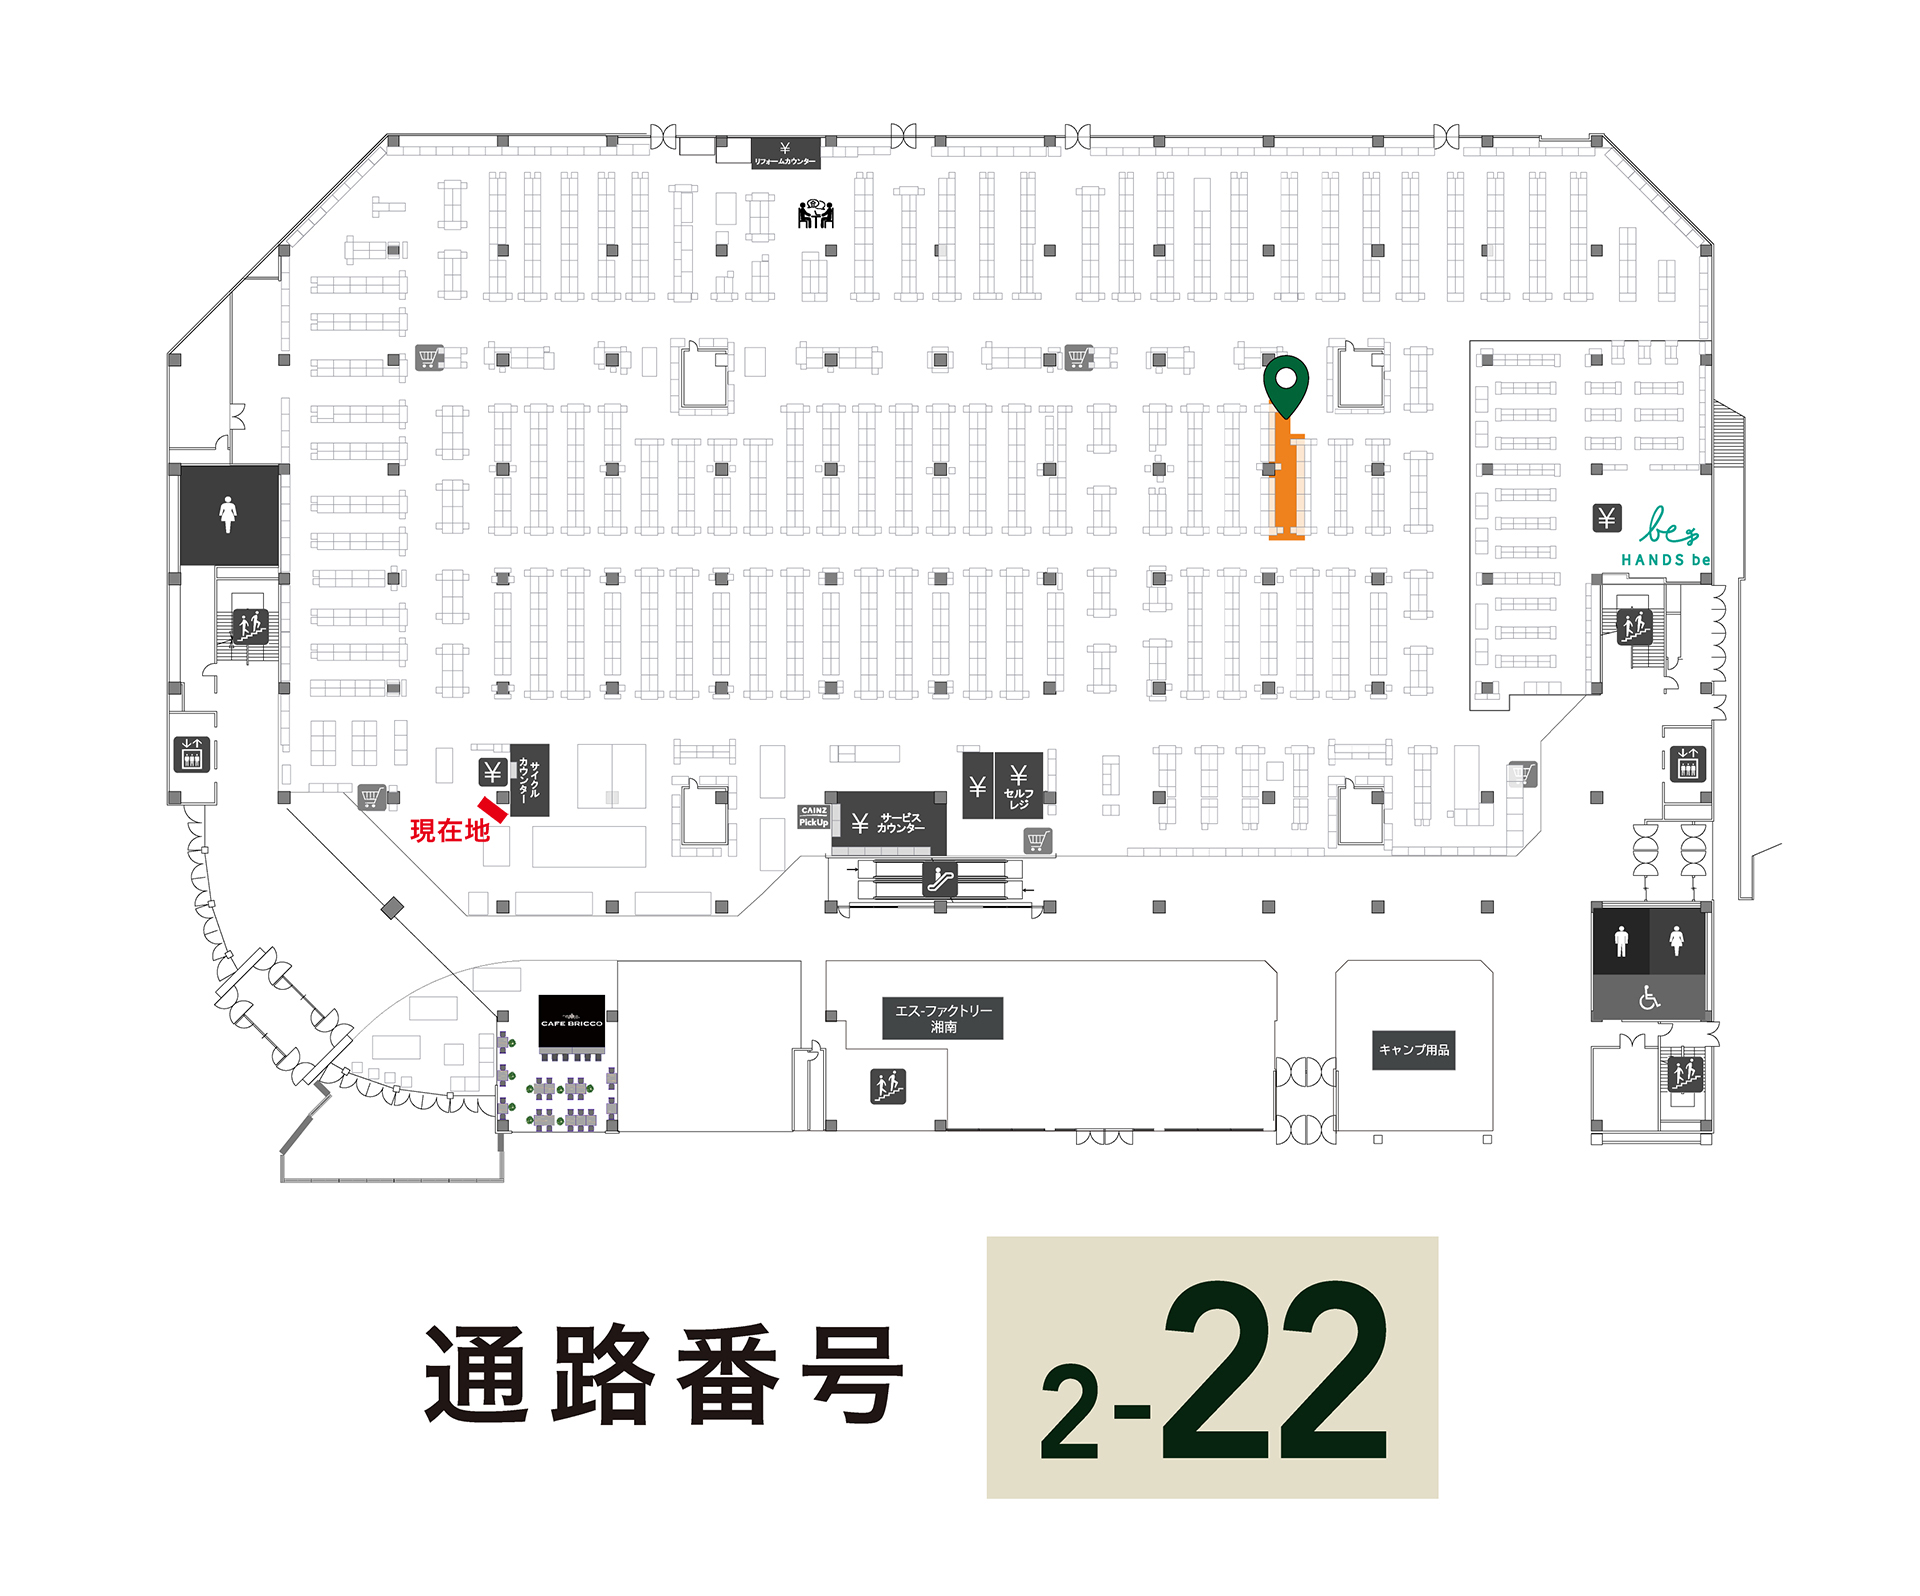 ¥
リフォームカウンター
¥
be
HANDS be
¥
サイクル
カウンター
現在地
CAINZ
PickUp
¥
サービス
カウンター
¥
¥
セルフ
レジ
CAFE BRICCO
エス-ファクトリー
湘南
キャンプ用品
通路番号
2-22